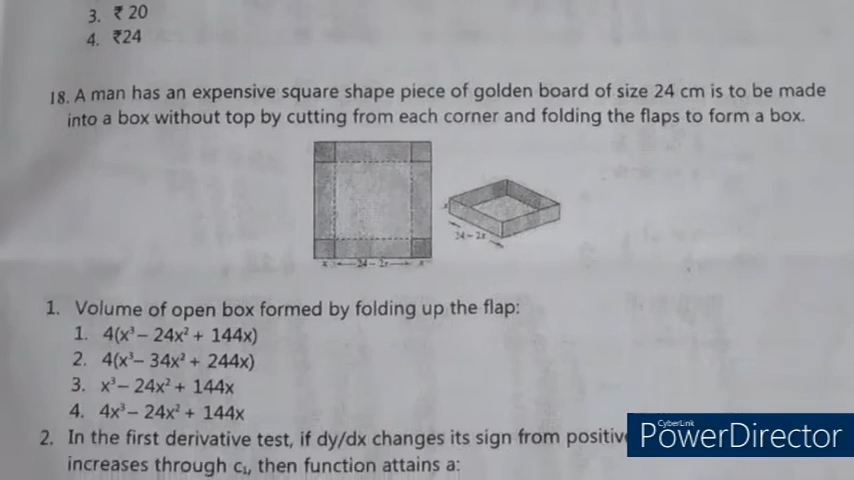 3. ₹ 20
4. ₹24
18. A man has an expensive square shape piece of golden board of size 24 cm is to be made
into a box without top by cutting from each corner and folding the flaps to form a box.
x 24 – 2x x
x
24 – 2x
1. Volume of open box formed by folding up the flap:
1. 4(x³ – 24x² + 144x)
2. 4(x³ – 34x² + 244x)
3. x³ – 24x² + 144x
4. 4x³ – 24x² + 144x
2. In the first derivative test, if dy/dx changes its sign from
increases through c₁, then function attains a:
CyberLink
PowerDirector